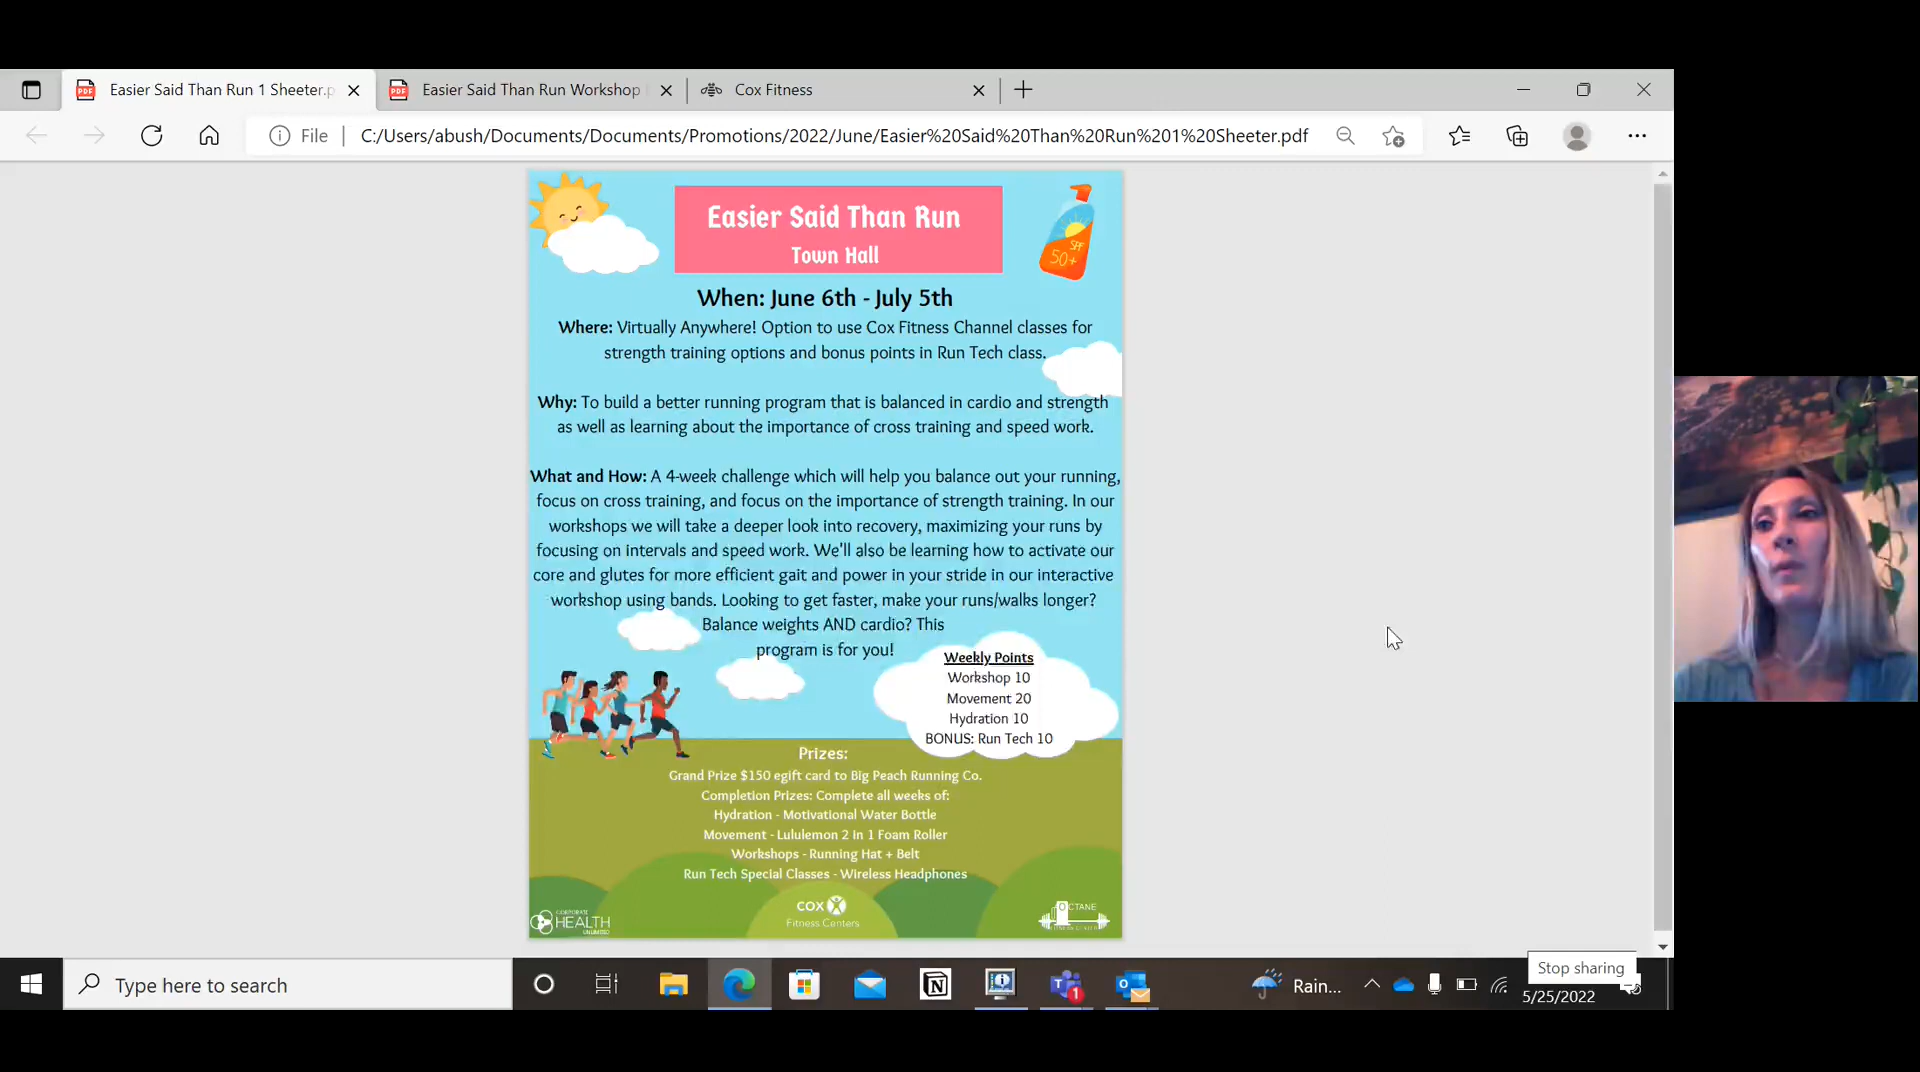 Easier Said Than Run 1 Sheeter.p
Easier Said Than Run Workshop
Cox Fitness
File
C:/Users/abush/Documents/Documents/Promotions/2022/June/Easier%20Said%20Than%20Run%201%20Sheeter.pdf
Easier Said Than Run
Town Hall
SPF
50+
When: June 6th - July 5th
Where: Virtually Anywhere! Option to use Cox Fitness Channel classes for
strength training options and bonus points in Run Tech class.
Why: To build a better running program that is balanced in cardio and strength
as well as learning about the importance of cross training and speed work.
What and How: A 4-week challenge which will help you balance out your running,
focus on cross training, and focus on the importance of strength training. In our
workshops we will take a deeper look into recovery, maximizing your runs by
focusing on intervals and speed work. We'll also be learning how to activate our
core and glutes for more efficient gait and power in your stride in our interactive
workshop using bands. Looking to get faster, make your runs/walks longer?
Balance weights AND cardio? This
program is for you!
Weekly Points
Workshop 10
Movement 20
Hydration 10
BONUS: Run Tech 10
Prizes:
Grand Prize $150 egift card to Big Peach Running Co.
Completion Prizes: Complete all weeks of:
Hydration - Motivational Water Bottle
Movement - Lululemon 2 In 1 Foam Roller
Workshops - Running Hat + Belt
Run Tech Special Classes - Wireless Headphones
CORPORATE
HEALTH
UNLIMITED
COX
Fitness Centers
OCTANE
FITNESS CENTER
Type here to search
1
Rain...
Stop sharing
5/25/2022